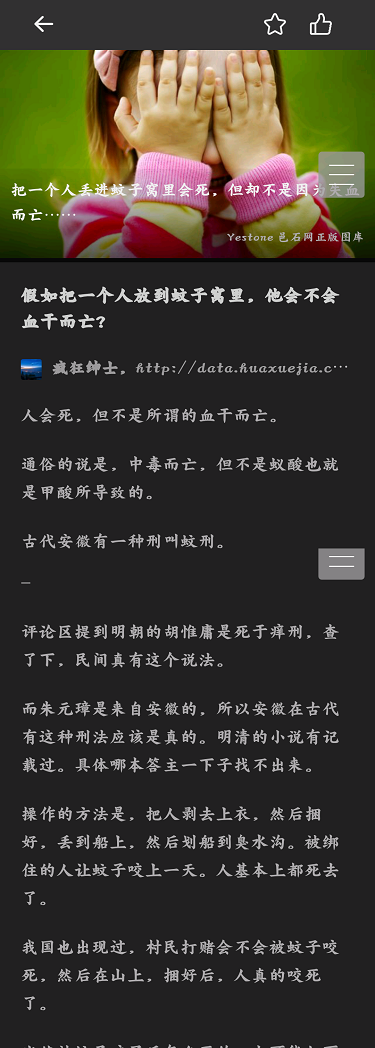 把一个人丢进蚊子窝里会死，但却不是因为失血
而亡……
Yestone 邑石网正版图库
假如把一个人放到蚊子窝里，他会不会
血干而亡？
疯狂绅士，http://data.huaxuejia.c…
人会死，但不是所谓的血干而亡。
通俗的说是，中毒而亡，但不是蚁酸也就
是甲酸所导致的。
古代安徽有一种刑叫蚊刑。
—
评论区提到明朝的胡惟庸是死于痒刑，查
了下，民间真有这个说法。
而朱元璋是来自安徽的，所以安徽在古代
有这种刑法应该是真的。明清的小说有记
载过。具体哪本答主一下子找不出来。
操作的方法是，把人剥去上衣，然后捆
好，丢到船上，然后划船到臭水沟。被绑
住的人让蚊子咬上一天。人基本上都死去
了。
我国也出现过，村民打赌会不会被蚊子咬
死，然后在山上，捆好后，人真的咬死
了。